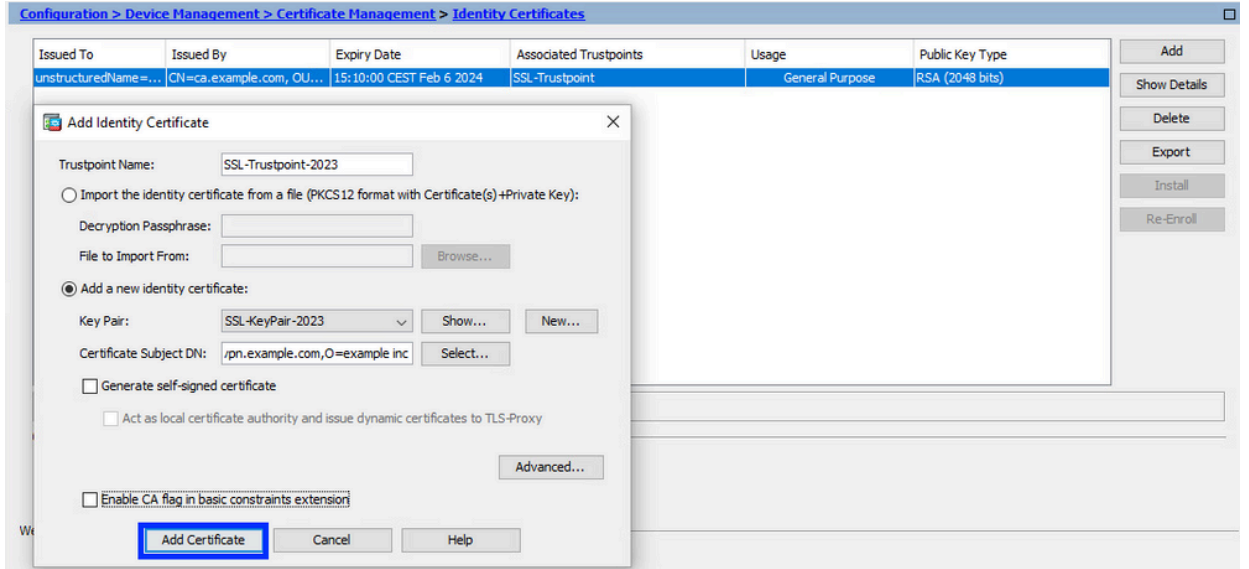 Configuration > Device Management > Certificate Management > Identity Certificates
Issued To Issued By Expiry Date Associated Trustpoints Usage Public Key Type
unstructuredName=... CN=ca.example.com, OU... 15:10:00 CEST Feb 6 2024 SSL-Trustpoint General Purpose RSA (2048 bits)
Add
Show Details
Delete
Export
Install
Re-Enroll
Add Identity Certificate
Trustpoint Name: SSL-Trustpoint-2023
Import the identity certificate from a file (PKCS12 format with Certificate(s)+Private Key):
Decryption Passphrase:
File to Import From: Browse...
Add a new identity certificate:
Key Pair: SSL-KeyPair-2023 Show... New...
Certificate Subject DN: vpn.example.com,O=example inc Select...
Generate self-signed certificate
Act as local certificate authority and issue dynamic certificates to TLS-Proxy
Advanced...
Enable CA flag in basic constraints extension
We
Add Certificate Cancel Help